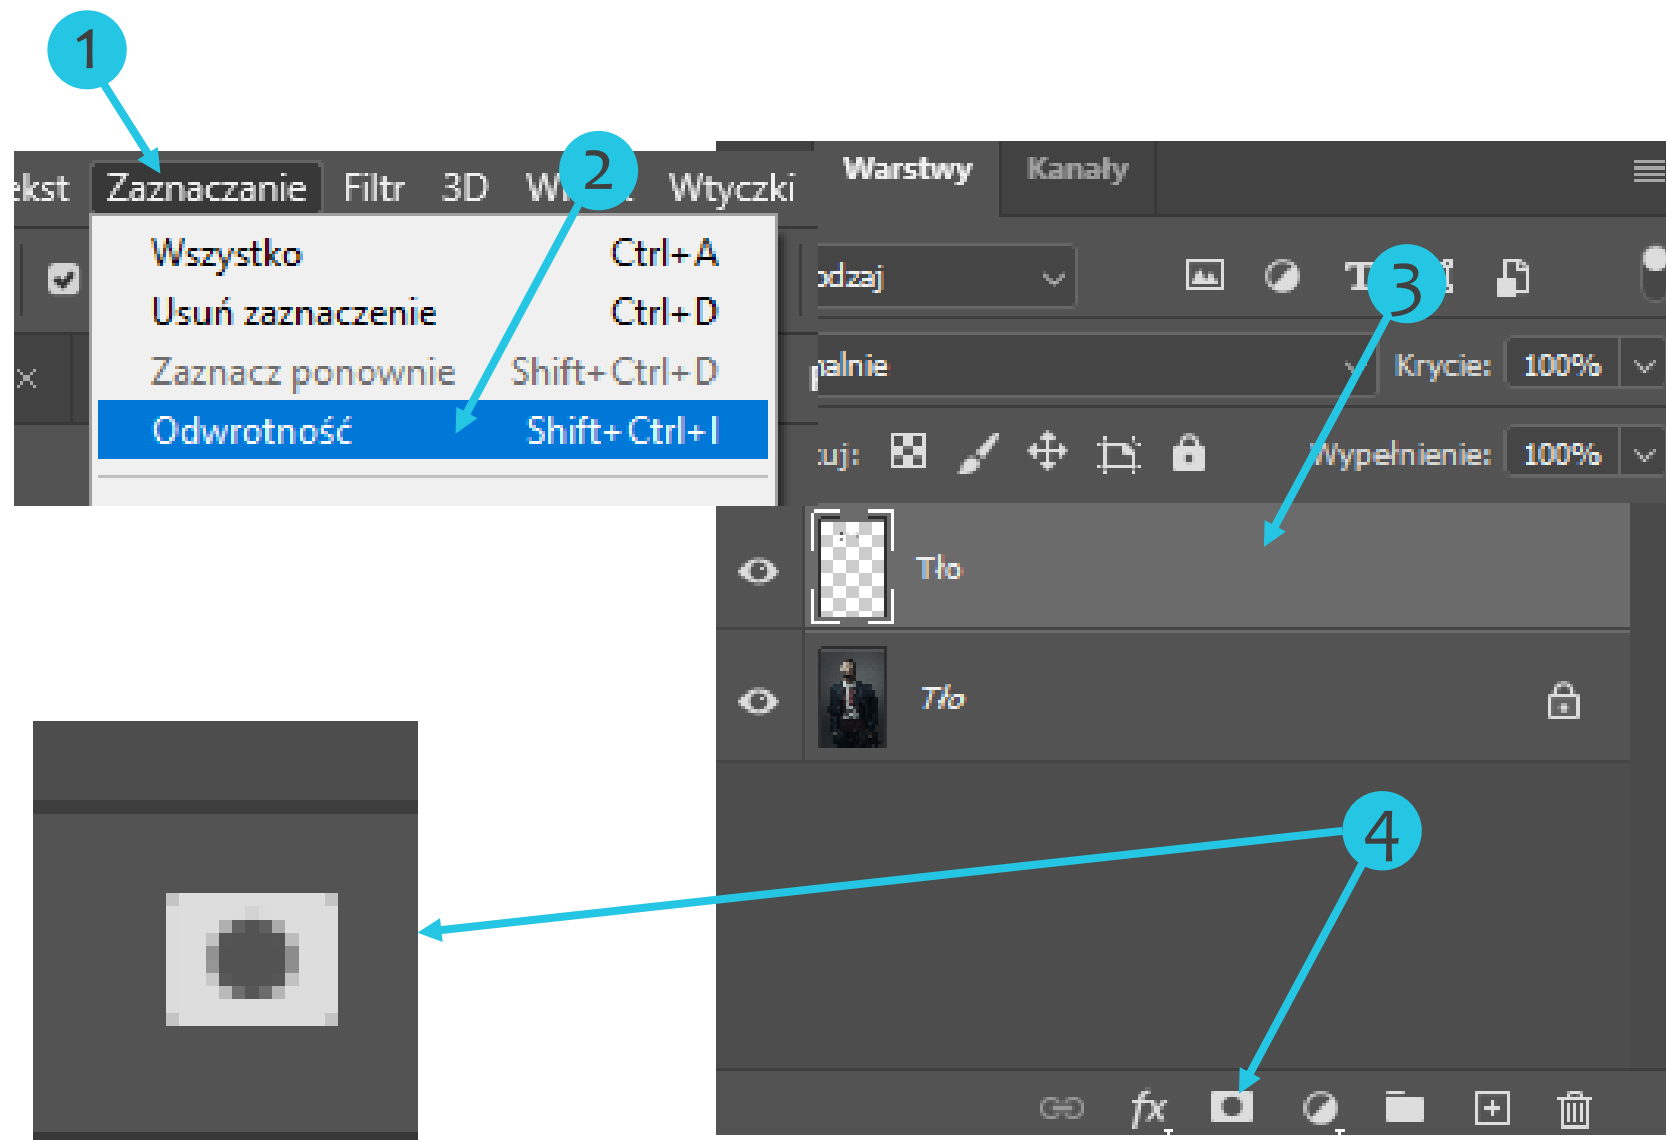 1
ekst Zaznaczanie Filtr 3D Wtyczki
2
Wszystko Ctrl+A
Usuń zaznaczenie Ctrl+D
Zaznacz ponownie Shift+Ctrl+D
Odwrotność Shift+Ctrl+I
Warstwy Kanały
odzaj
3
malnie Krycie: 100%
uj: Wypełnienie: 100%
Tło
Tło
4
fx